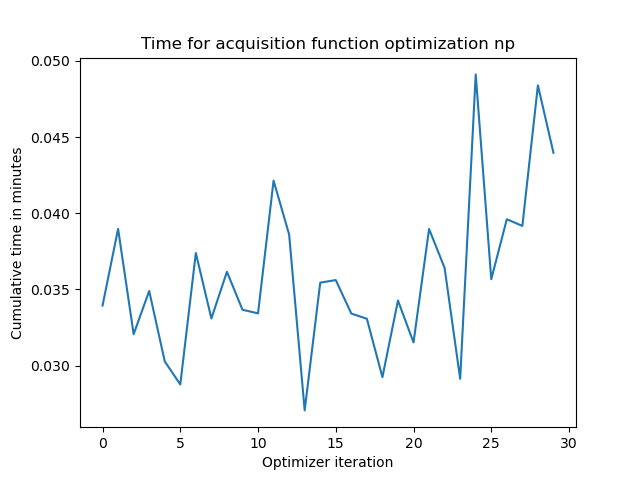 Time for acquisition function optimization np
0.050
0.045
0.040
0.035
0.030
Cumulative time in minutes
0 5 10 15 20 25 30
Optimizer iteration